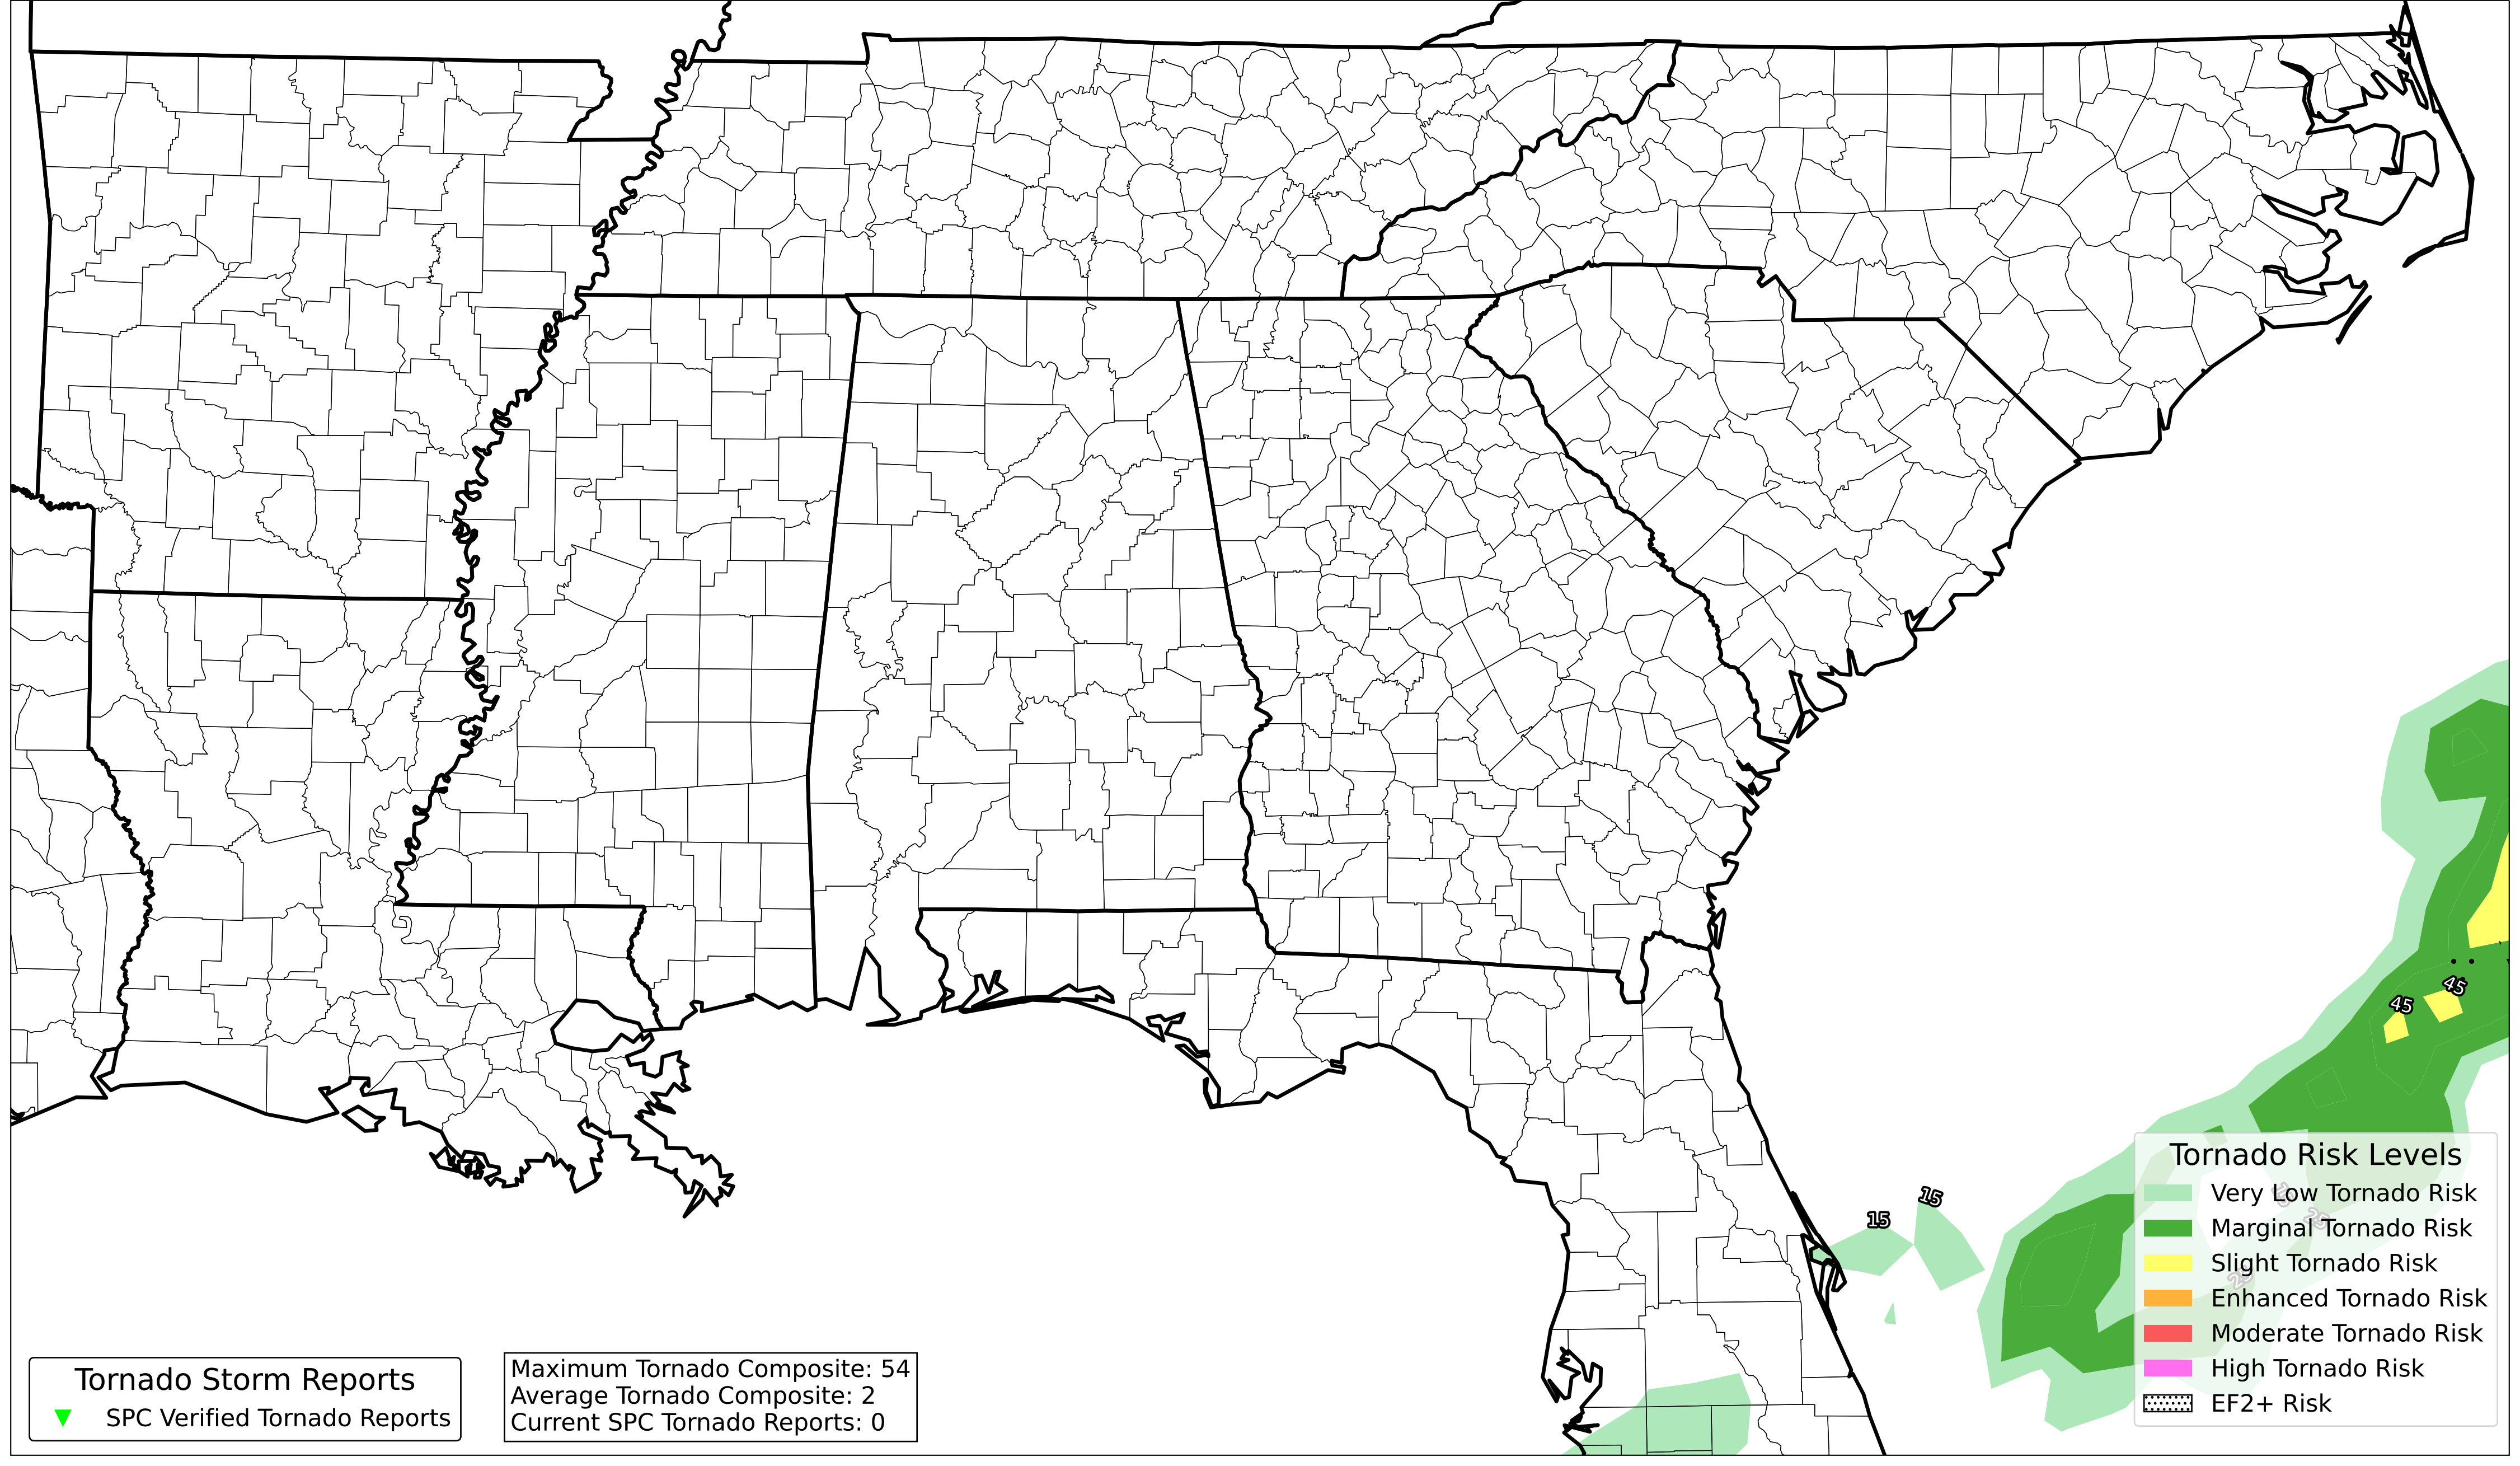 45
45
15
15
Tornado Risk Levels
Very Low Tornado Risk
Marginal Tornado Risk
Slight Tornado Risk
Enhanced Tornado Risk
Moderate Tornado Risk
High Tornado Risk
EF2+ Risk
25
25
Tornado Storm Reports
SPC Verified Tornado Reports
Maximum Tornado Composite: 54
Average Tornado Composite: 2
Current SPC Tornado Reports: 0